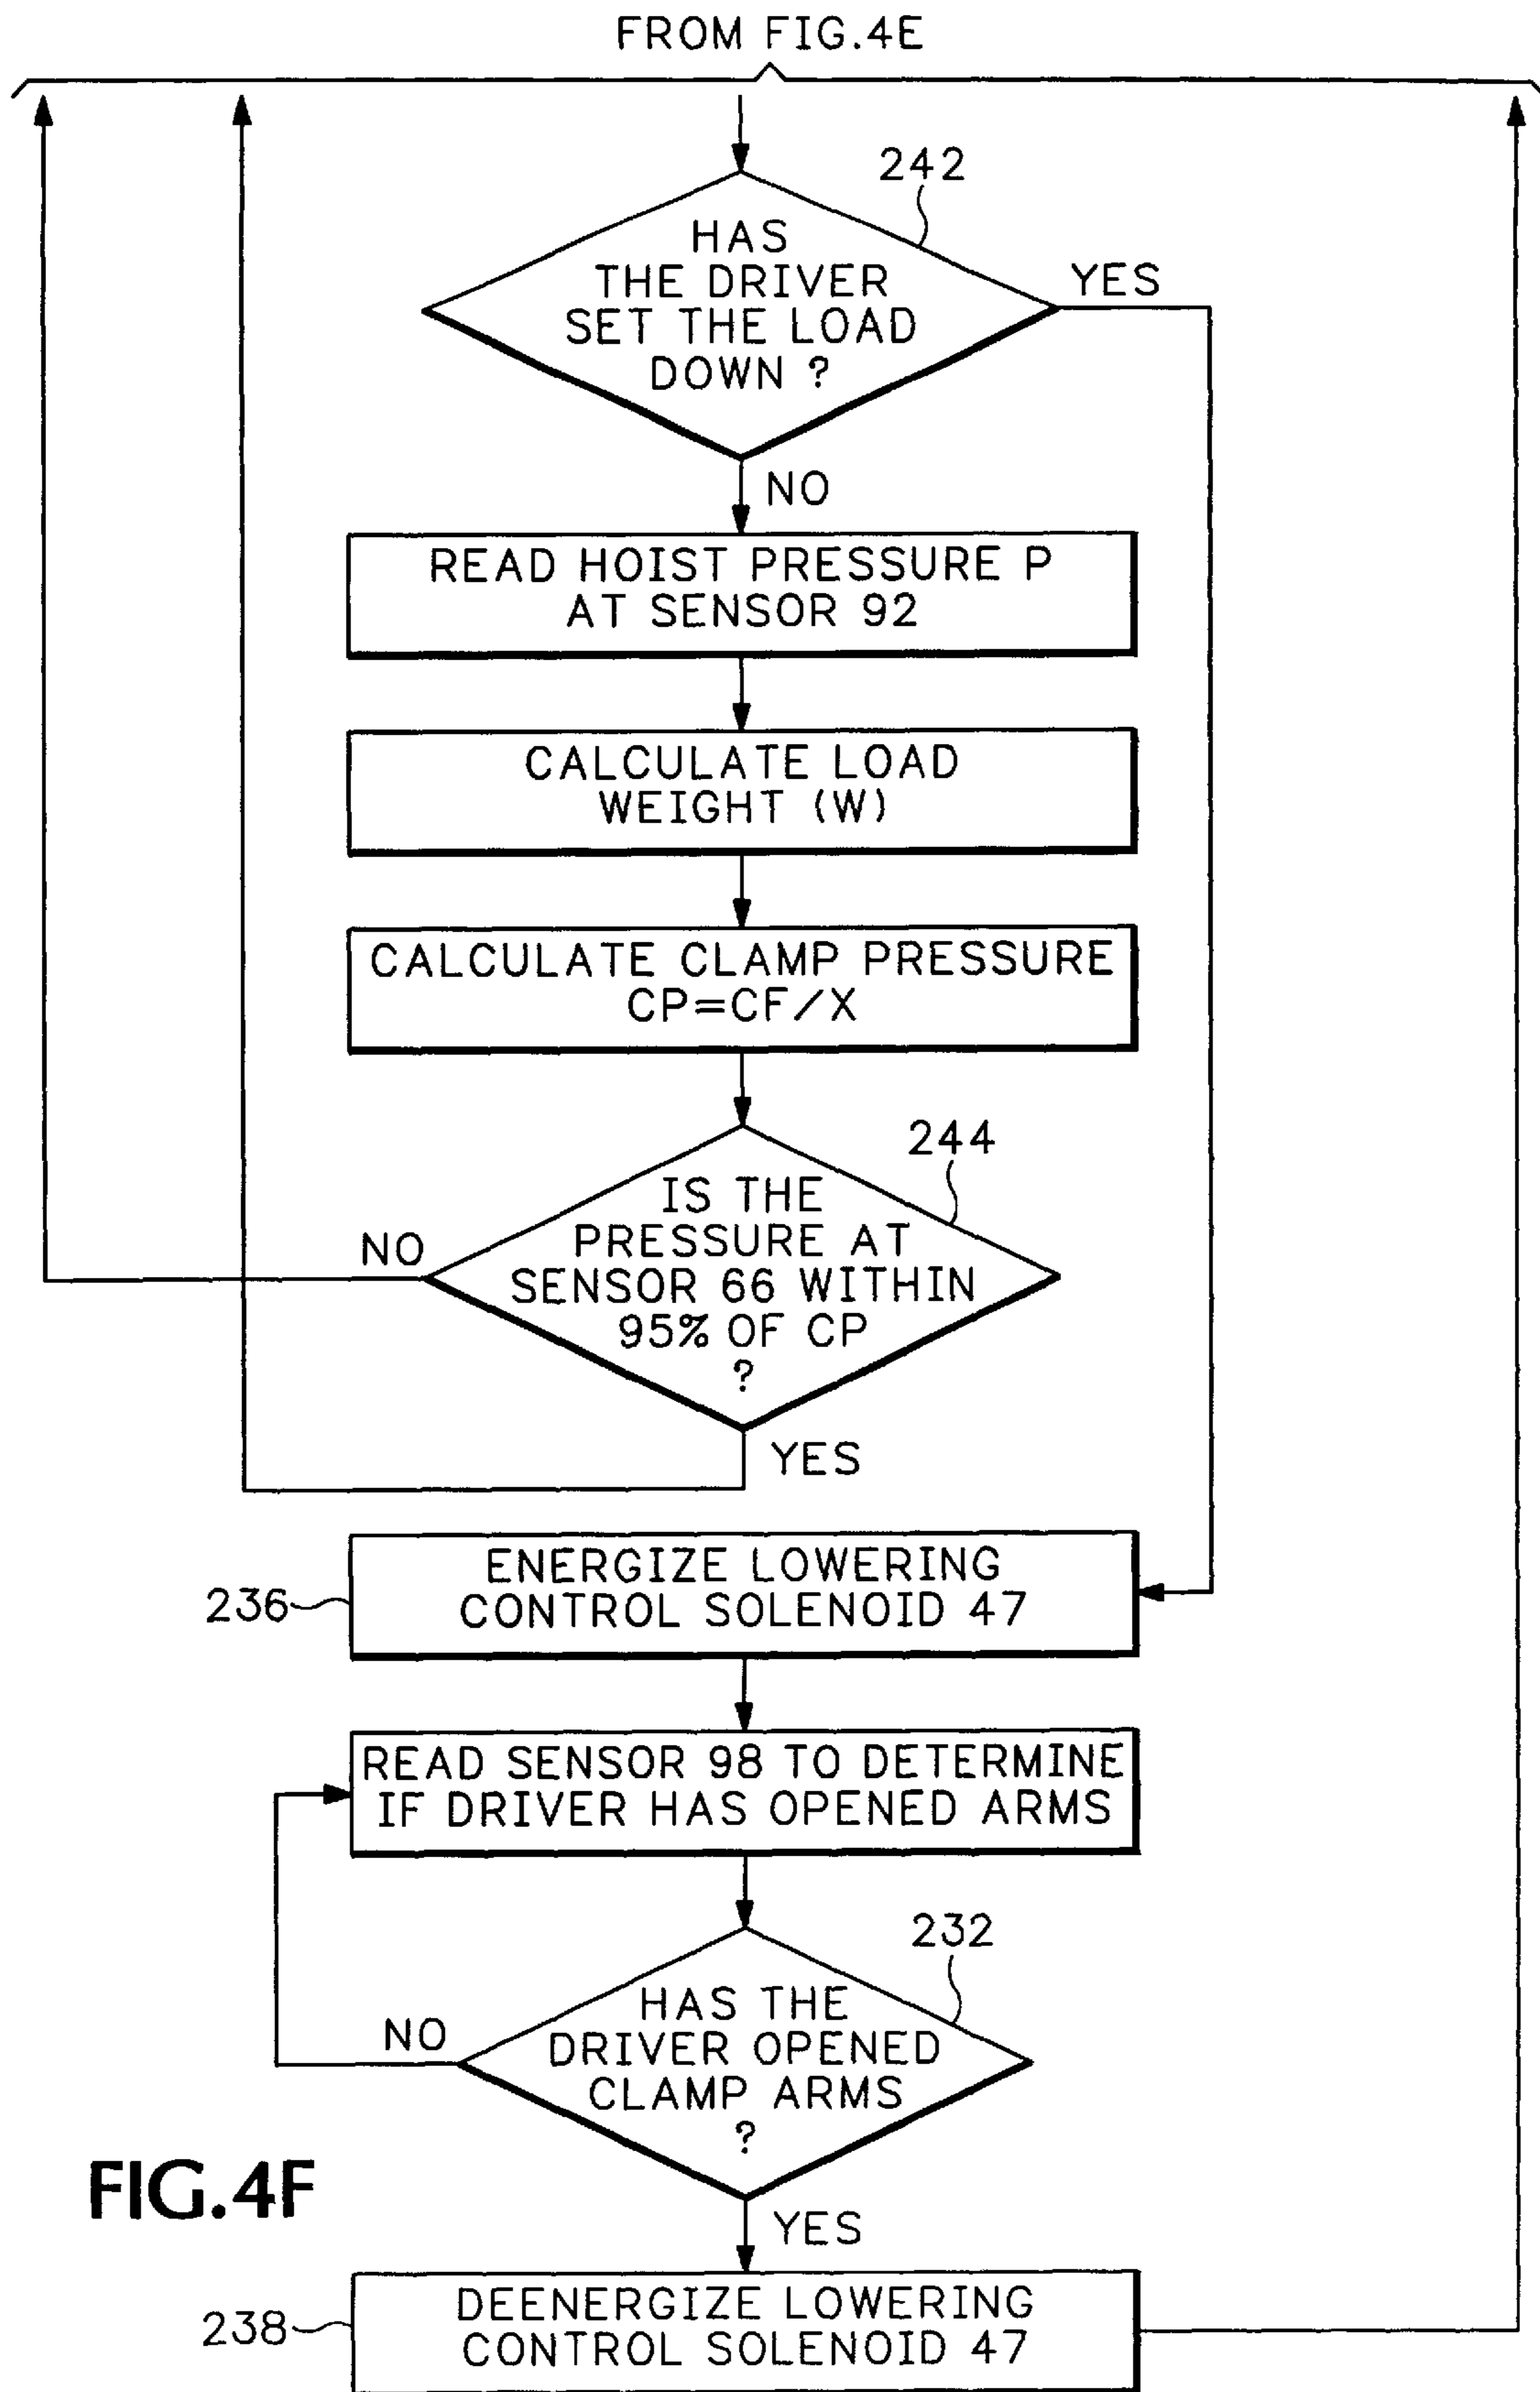 FROM FIG.4E
242
HAS
THE DRIVER
SET THE LOAD
DOWN ?
YES
NO
READ HOIST PRESSURE P
AT SENSOR 92
CALCULATE LOAD
WEIGHT (W)
CALCULATE CLAMP PRESSURE
CP=CF/X
244
IS THE
PRESSURE AT
SENSOR 66 WITHIN
95% OF CP
?
NO
YES
ENERGIZE LOWERING
CONTROL SOLENOID 47
236
READ SENSOR 98 TO DETERMINE
IF DRIVER HAS OPENED ARMS
232
HAS THE
DRIVER OPENED
CLAMP ARMS
?
NO
YES
FIG.4F
DEENERGIZE LOWERING
CONTROL SOLENOID 47
238